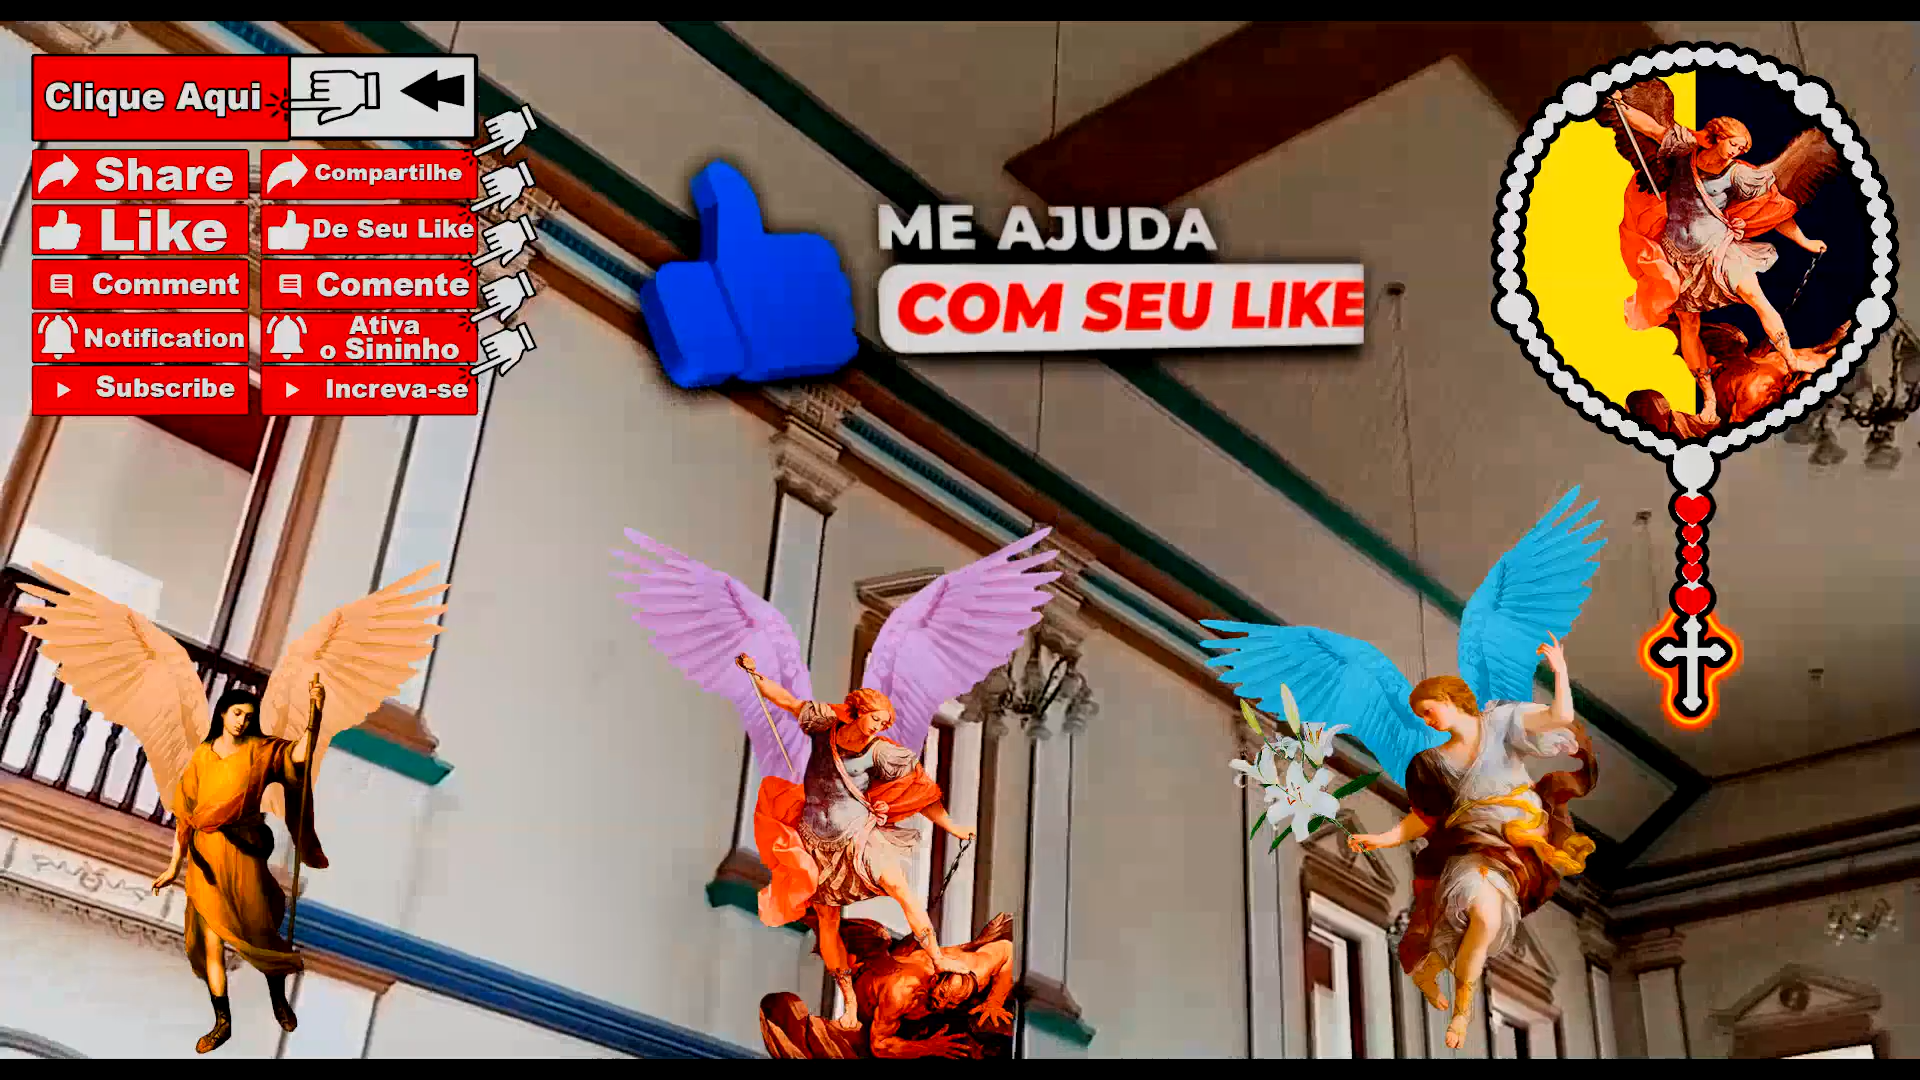 Clique Aqui
Share
Compartilhe
Like
De Seu Like
Comment
Comente
Notification
Ativa
o Sininho
Subscribe
Increva-se
ME AJUDA
COM SEU LIKE